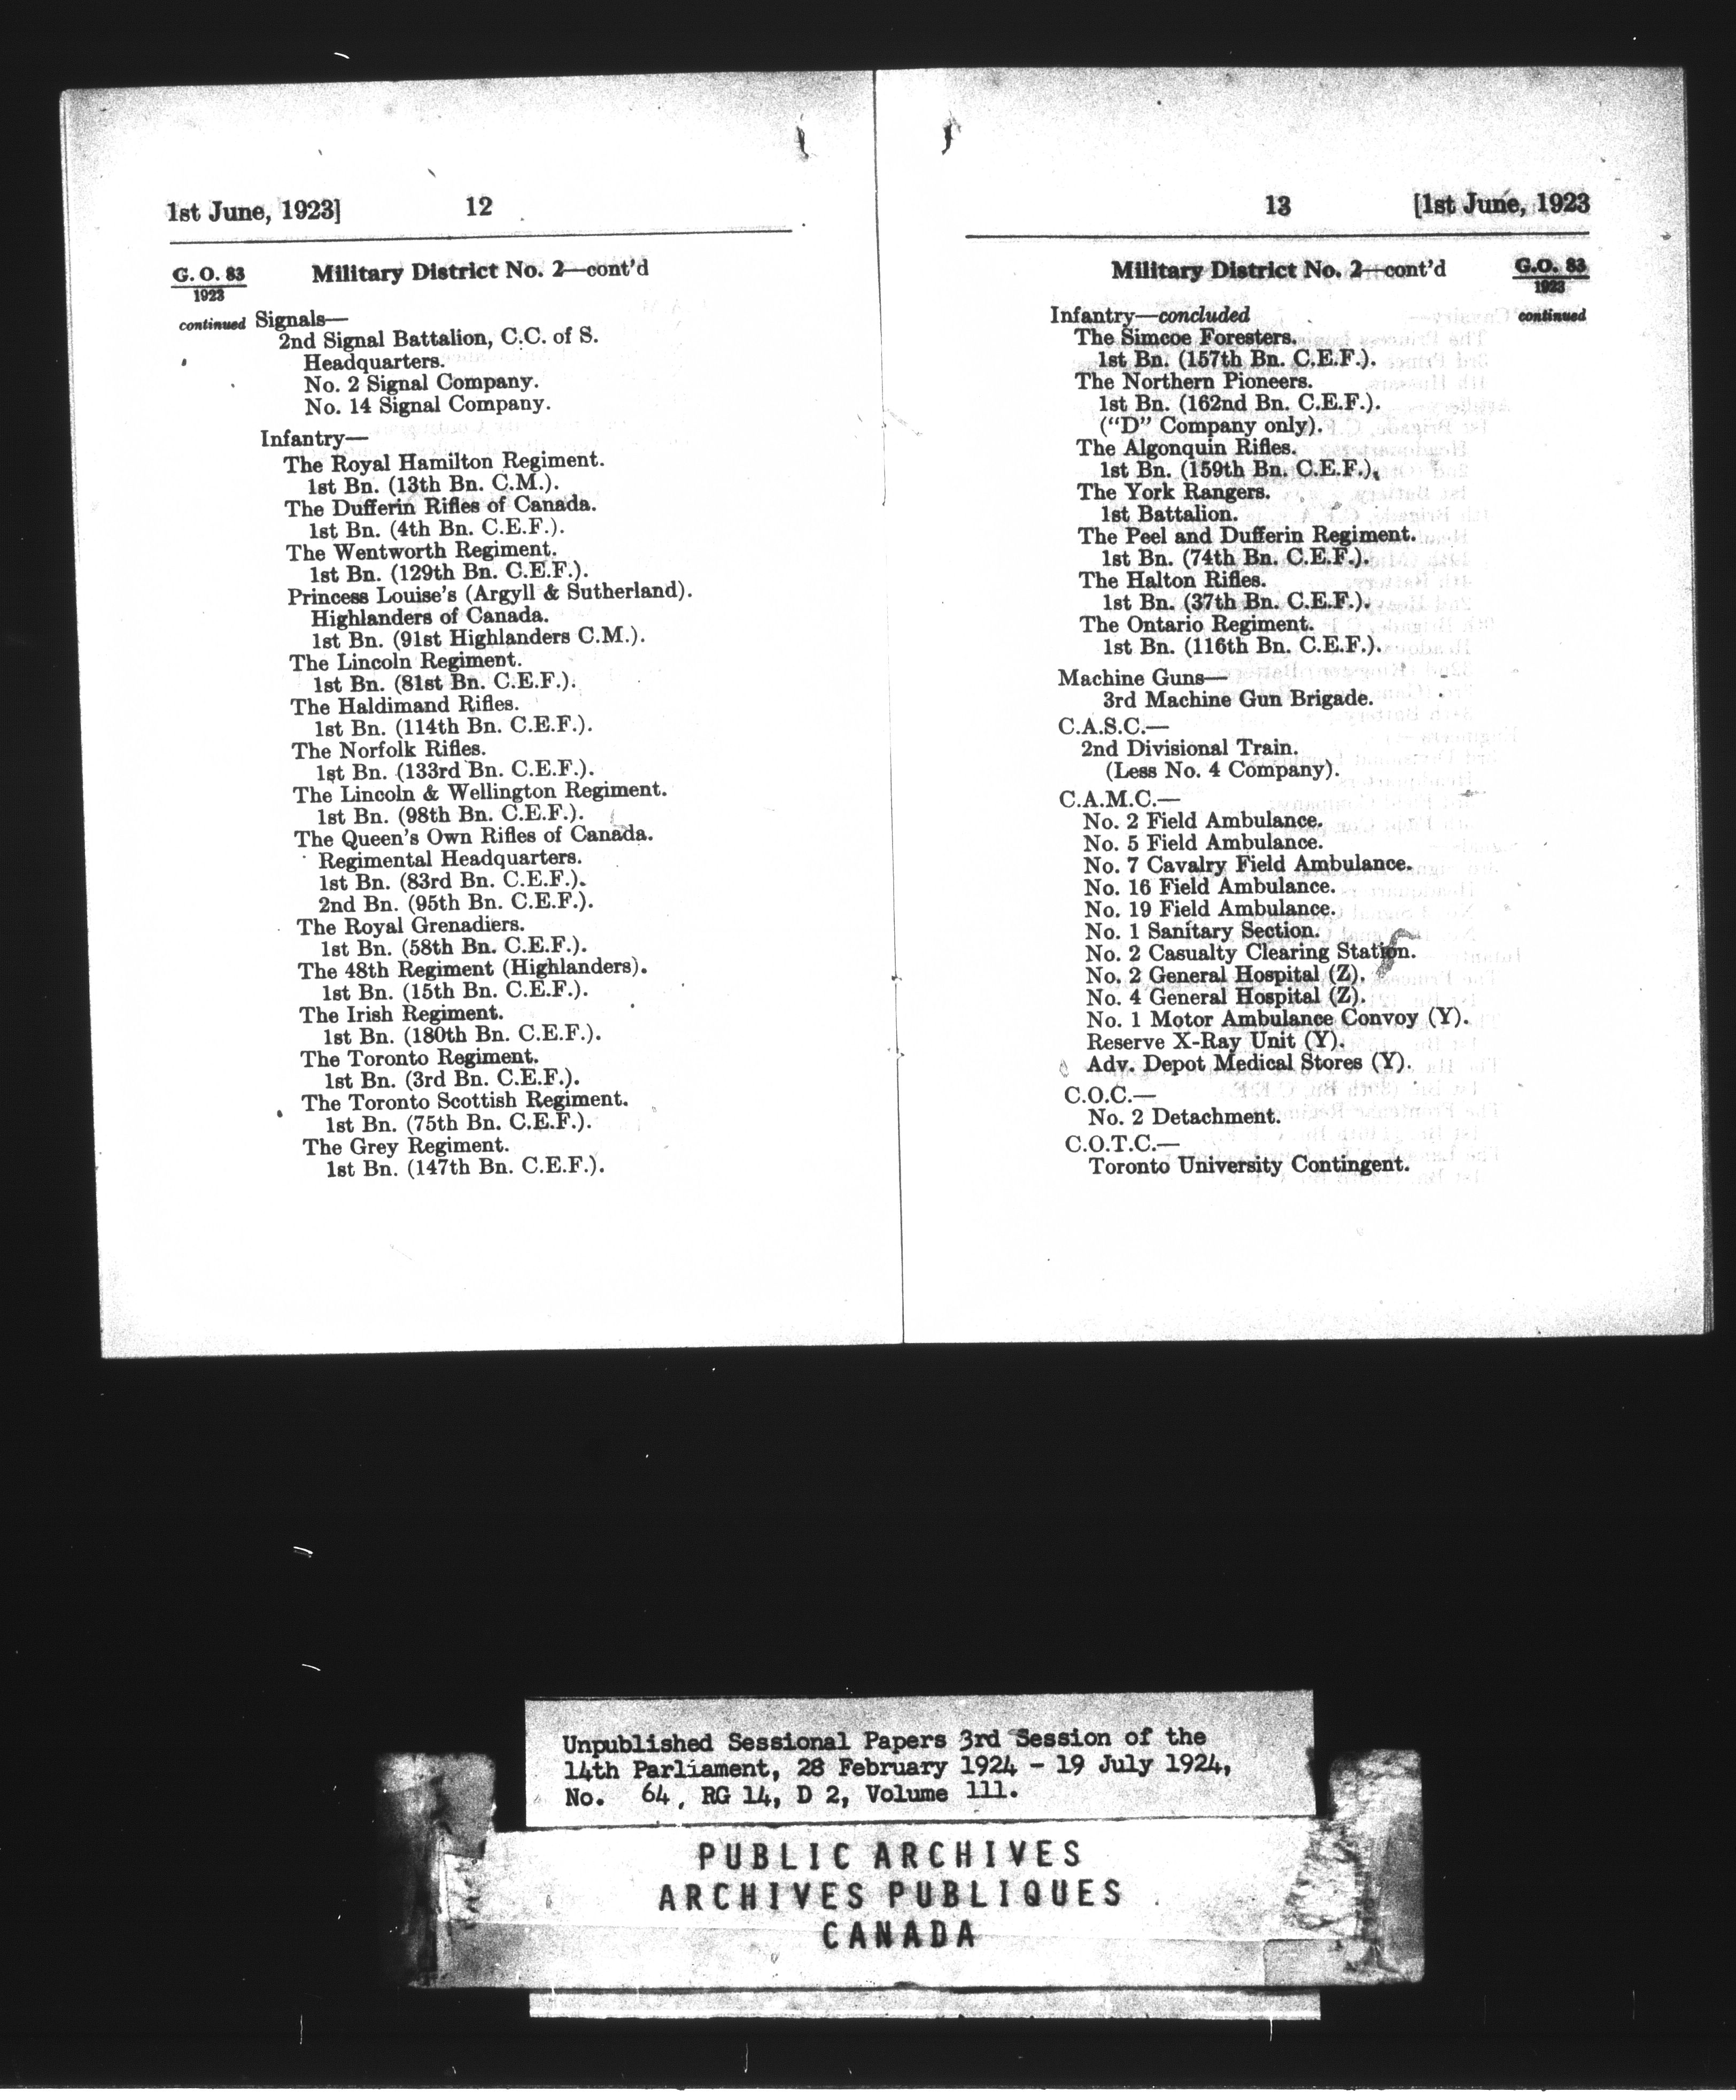 1st June, 1923] 12
G. O. 83
1923
continued
Military District No. 2—cont'd
Signals—
2nd Signal Battalion, C.C. of S.
Headquarters.
No. 2 Signal Company.
No. 14 Signal Company.
Infantry—
The Royal Hamilton Regiment.
1st Bn. (13th Bn. C.M.).
The Dufferin Rifles of Canada.
1st Bn. (4th Bn. C.E.F.).
The Wentworth Regiment.
1st Bn. (129th Bn. C.E.F.).
Princess Louise's (Argyll & Sutherland).
Highlanders of Canada.
1st Bn. (91st Highlanders C.M.).
The Lincoln Regiment.
1st Bn. (81st Bn. C.E.F.).
The Haldimand Rifles.
1st Bn. (114th Bn. C.E.F.).
The Norfolk Rifles.
1st Bn. (133rd Bn. C.E.F.).
The Lincoln & Wellington Regiment.
1st Bn. (98th Bn. C.E.F.).
The Queen's Own Rifles of Canada.
Regimental Headquarters.
1st Bn. (83rd Bn. C.E.F.).
2nd Bn. (95th Bn. C.E.F.).
The Royal Grenadiers.
1st Bn. (58th Bn. C.E.F.).
The 48th Regiment (Highlanders).
1st Bn. (15th Bn. C.E.F.).
The Irish Regiment.
1st Bn. (180th Bn. C.E.F.).
The Toronto Regiment.
1st Bn. (3rd Bn. C.E.F.).
The Toronto Scottish Regiment.
1st Bn. (75th Bn. C.E.F.).
The Grey Regiment.
1st Bn. (147th Bn. C.E.F.).
13 [1st June, 1923
Military District No. 2—cont'd
G.O. 83
1923
continued
Infantry—concluded
The Simcoe Foresters.
1st Bn. (157th Bn. C.E.F.).
The Northern Pioneers.
1st Bn. (162nd Bn. C.E.F.).
("D" Company only).
The Algonquin Rifles.
1st Bn. (159th Bn. C.E.F.).
The York Rangers.
1st Battalion.
The Peel and Dufferin Regiment.
1st Bn. (74th Bn. C.E.F.).
The Halton Rifles.
1st Bn. (37th Bn. C.E.F.).
The Ontario Regiment.
1st Bn. (116th Bn. C.E.F.).
Machine Guns—
3rd Machine Gun Brigade.
C.A.S.C.—
2nd Divisional Train.
(Less No. 4 Company).
C.A.M.C.—
No. 2 Field Ambulance.
No. 5 Field Ambulance.
No. 7 Cavalry Field Ambulance.
No. 16 Field Ambulance.
No. 19 Field Ambulance.
No. 1 Sanitary Section.
No. 2 Casualty Clearing Station.
No. 2 General Hospital (Z).
No. 4 General Hospital (Z).
No. 1 Motor Ambulance Convoy (Y).
Reserve X-Ray Unit (Y).
Adv. Depot Medical Stores (Y).
C.O.C.—
No. 2 Detachment.
C.O.T.C.—
Toronto University Contingent.
Unpublished Sessional Papers 3rd Session of the
14th Parliament, 28 February 1924 - 19 July 1924,
No. 64, RG 14, D 2, Volume 111.
PUBLIC ARCHIVES
ARCHIVES PUBLIQUES
CANADA